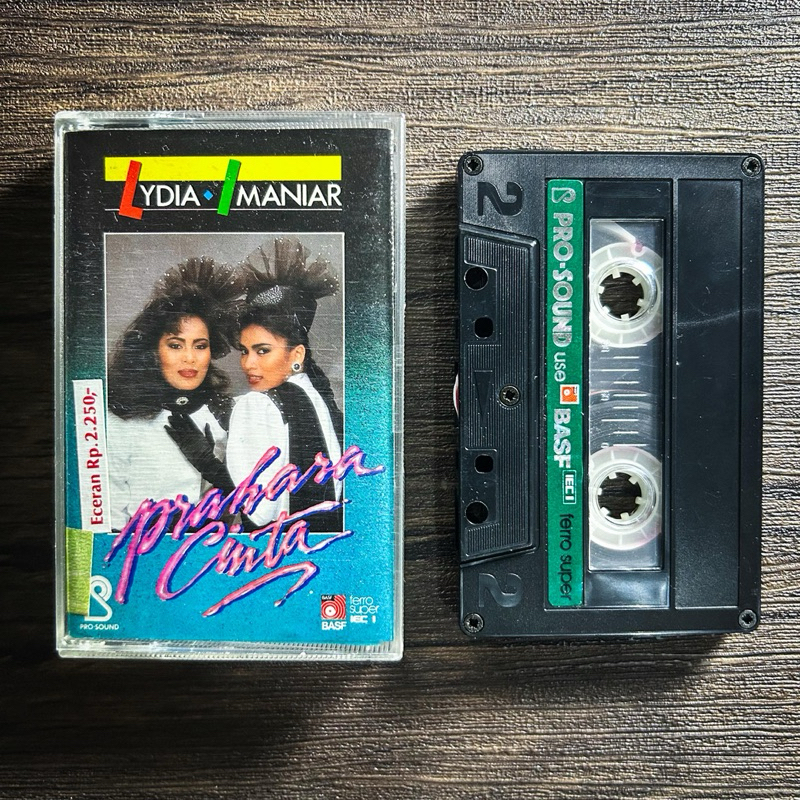 LYDIA • IMANIAR
Eceran Rp. 2.250,-
prahara
Cinta
PRO-SOUND
BASF
BASF
ferro
super
IEC I
2
PRO-SOUND use BASF IEC I ferro super
2